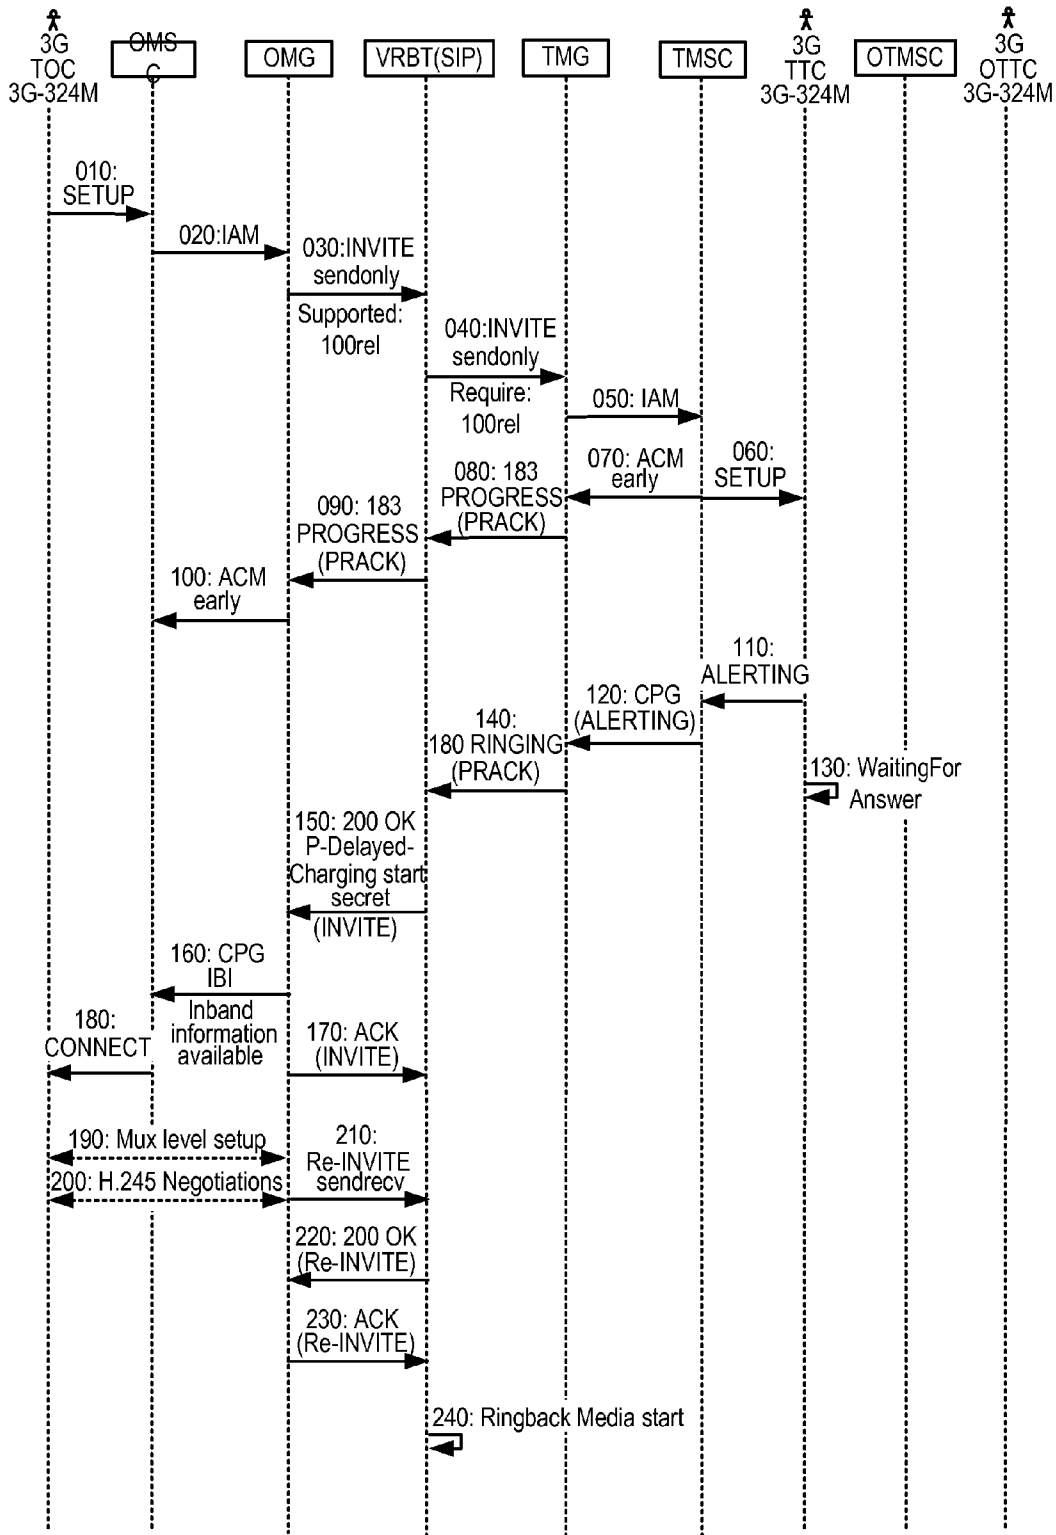 3G
TOC
3G-324M
OMS
C
OMG
VRBT(SIP)
TMG
TMSC
3G
TTC
3G-324M
OTMSC
3G
OTTC
3G-324M
010:
SETUP
020:IAM
030:INVITE
sendonly
Supported:
100rel
040:INVITE
sendonly
Require:
100rel
050: IAM
060:
SETUP
070: ACM
early
080: 183
PROGRESS
(PRACK)
090: 183
PROGRESS
(PRACK)
100: ACM
early
110:
ALERTING
120: CPG
(ALERTING)
130: WaitingFor
Answer
140:
180 RINGING
(PRACK)
150: 200 OK
P-Delayed-
Charging start
secret
(INVITE)
160: CPG
IBI
Inband
information
available
170: ACK
(INVITE)
180:
CONNECT
190: Mux level setup
200: H.245 Negotiations
210:
Re-INVITE
sendrecv
220: 200 OK
(Re-INVITE)
230: ACK
(Re-INVITE)
240: Ringback Media start